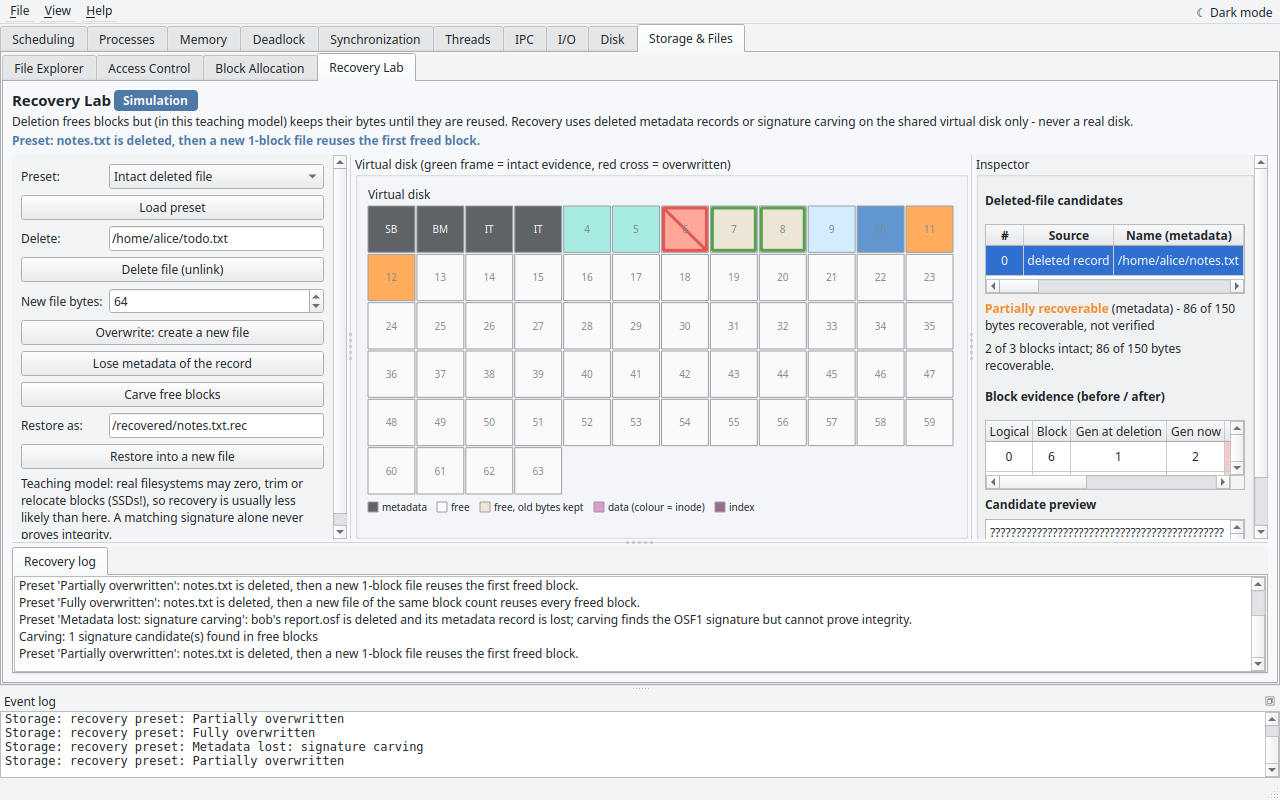 File View Help
☾ Dark mode
Scheduling Processes Memory Deadlock Synchronization Threads IPC I/O Disk Storage & Files
File Explorer Access Control Block Allocation Recovery Lab
Recovery Lab Simulation
Deletion frees blocks but (in this teaching model) keeps their bytes until they are reused. Recovery uses deleted metadata records or signature carving on the shared virtual disk only - never a real disk.
Preset: notes.txt is deleted, then a new 1-block file reuses the first freed block.
Preset: Intact deleted file
Load preset
Delete: /home/alice/todo.txt
Delete file (unlink)
New file bytes: 64
Overwrite: create a new file
Lose metadata of the record
Carve free blocks
Restore as: /recovered/notes.txt.rec
Restore into a new file
Teaching model: real filesystems may zero, trim or
relocate blocks (SSDs!), so recovery is usually less
likely than here. A matching signature alone never
proves integrity.
Virtual disk (green frame = intact evidence, red cross = overwritten)
Virtual disk
SB BM IT IT 4 5 6 7 8 9 10 11
12 13 14 15 16 17 18 19 20 21 22 23
24 25 26 27 28 29 30 31 32 33 34 35
36 37 38 39 40 41 42 43 44 45 46 47
48 49 50 51 52 53 54 55 56 57 58 59
60 61 62 63
metadata free free, old bytes kept data (colour = inode) index
Inspector
Deleted-file candidates
# Source Name (metadata)
0 deleted record /home/alice/notes.txt
Partially recoverable (metadata) - 86 of 150
bytes recoverable, not verified
2 of 3 blocks intact; 86 of 150 bytes
recoverable.
Block evidence (before / after)
Logical Block Gen at deletion Gen now
0 6 1 2
Candidate preview
????????????????????????????????????????????
Recovery log
Preset 'Partially overwritten': notes.txt is deleted, then a new 1-block file reuses the first freed block.
Preset 'Fully overwritten': notes.txt is deleted, then a new file of the same block count reuses every freed block.
Preset 'Metadata lost: signature carving': bob's report.osf is deleted and its metadata record is lost; carving finds the OSF1 signature but cannot prove integrity.
Carving: 1 signature candidate(s) found in free blocks
Preset 'Partially overwritten': notes.txt is deleted, then a new 1-block file reuses the first freed block.
Event log
Storage: recovery preset: Partially overwritten
Storage: recovery preset: Fully overwritten
Storage: recovery preset: Metadata lost: signature carving
Storage: recovery preset: Partially overwritten